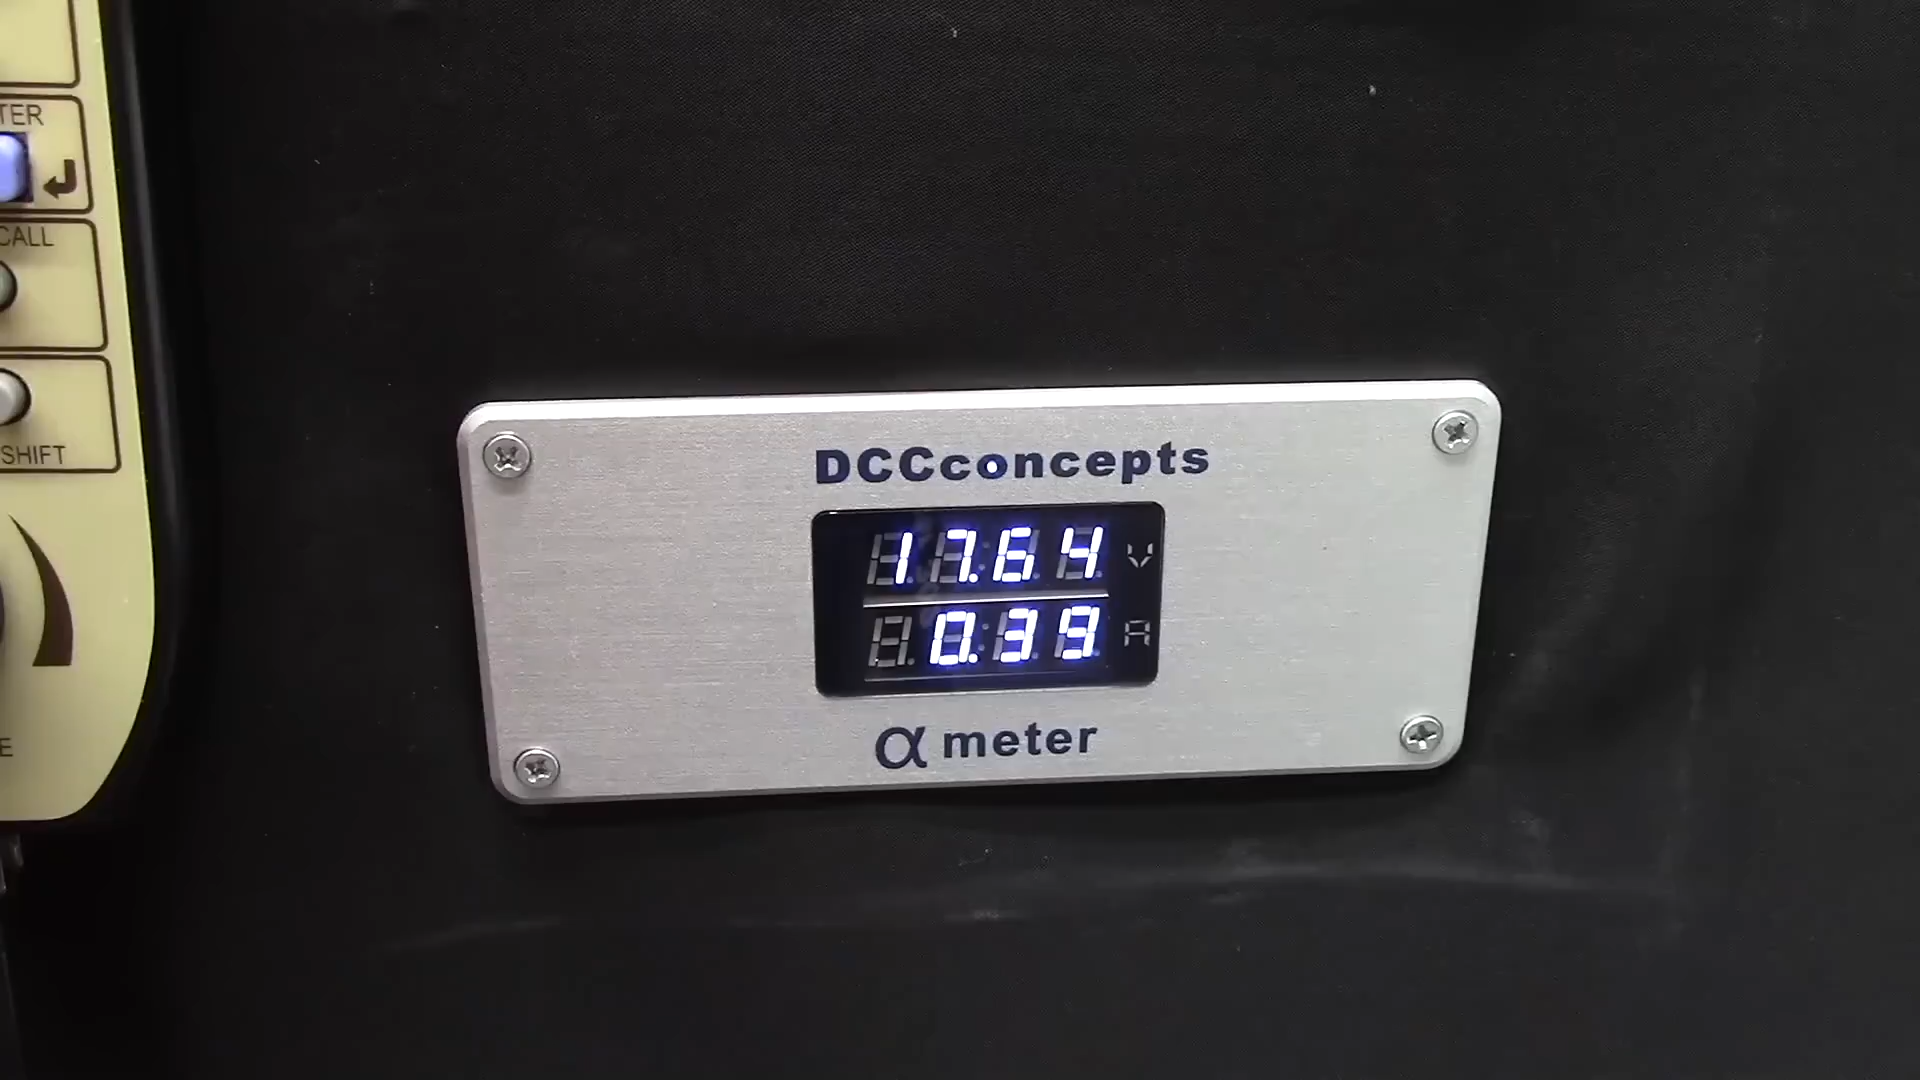 TER
CALL
SHIFT
E
DCCconcepts
17.64 V
0.39 A
α meter